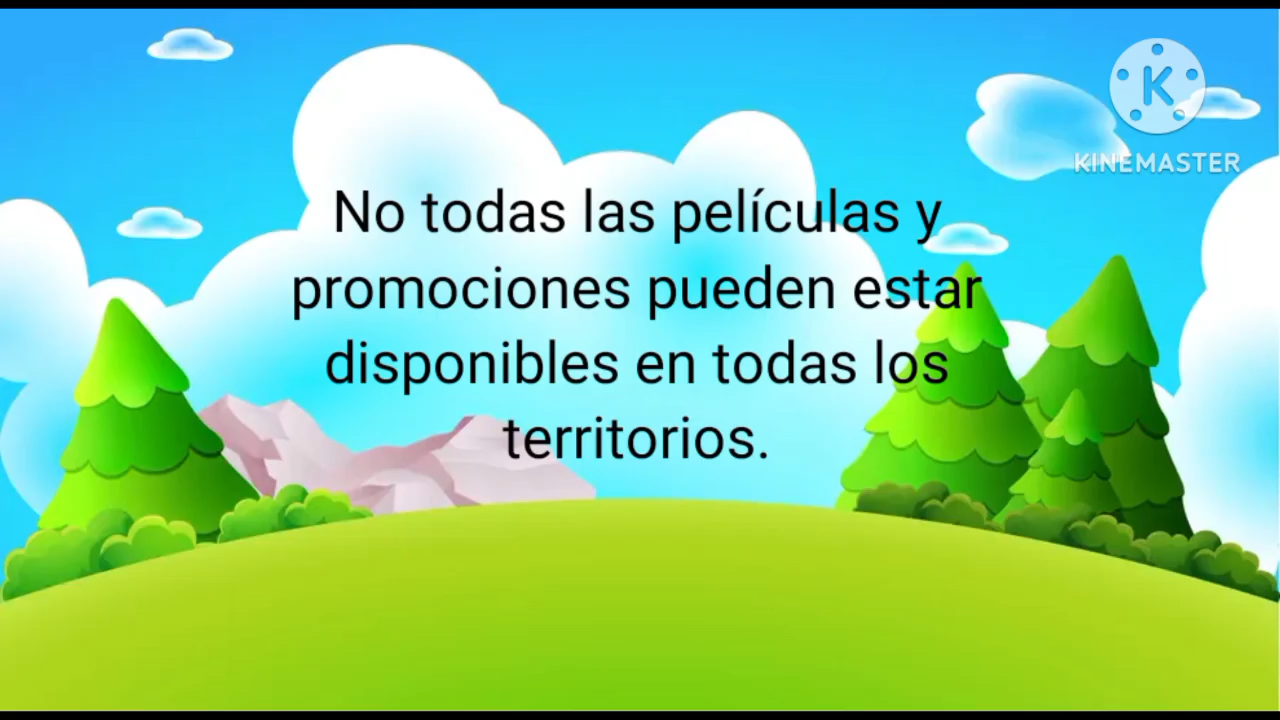 K
KINEMASTER
No todas las películas y
promociones pueden estar
disponibles en todas los
territorios.